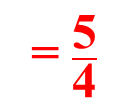 = 5/4